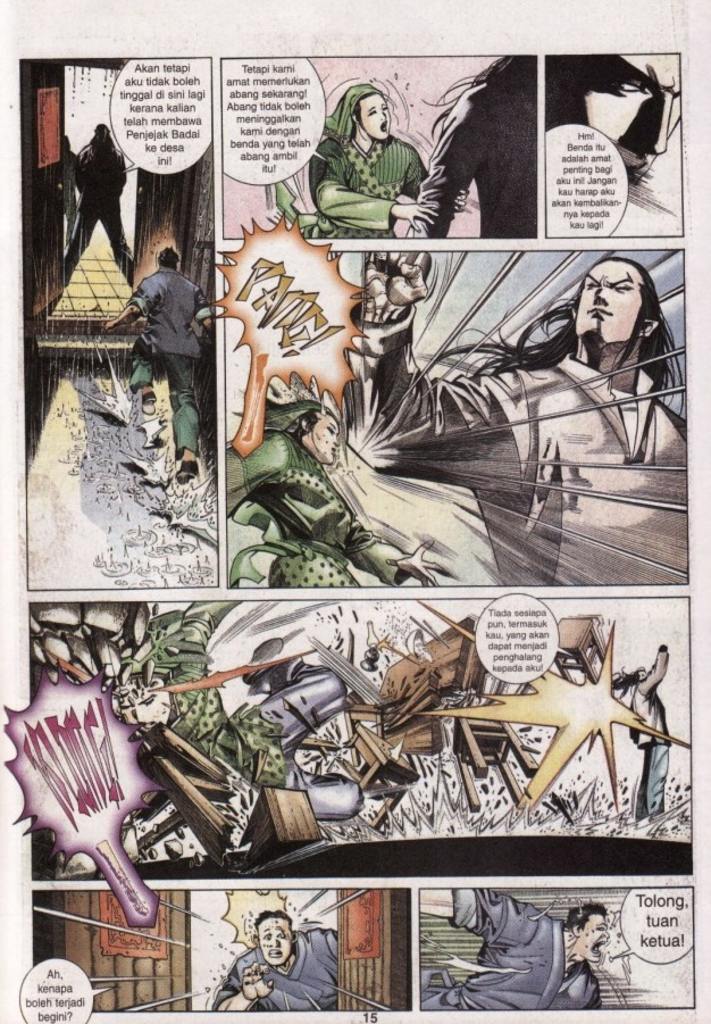 Akan tetapi
aku tidak boleh
tinggal di sini lagi
kerana kalian
telah membawa
Penjejak Badai
ke desa
ini!
Tetapi kami
amat memerlukan
abang sekarang!
Abang tidak boleh
meninggalkan
kami dengan
benda yang telah
abang ambil
itu!
Hm!
Benda itu
adalah amat
penting bagi
aku ini! Jangan
kau harap aku
akan kembalikan-
nya kepada
kau lagi!
Tiada sesiapa
pun, termasuk
kau, yang akan
dapat menjadi
penghalang
kepada aku!
Ah,
kenapa
boleh terjadi
begini?
Tolong,
tuan
ketua!
15